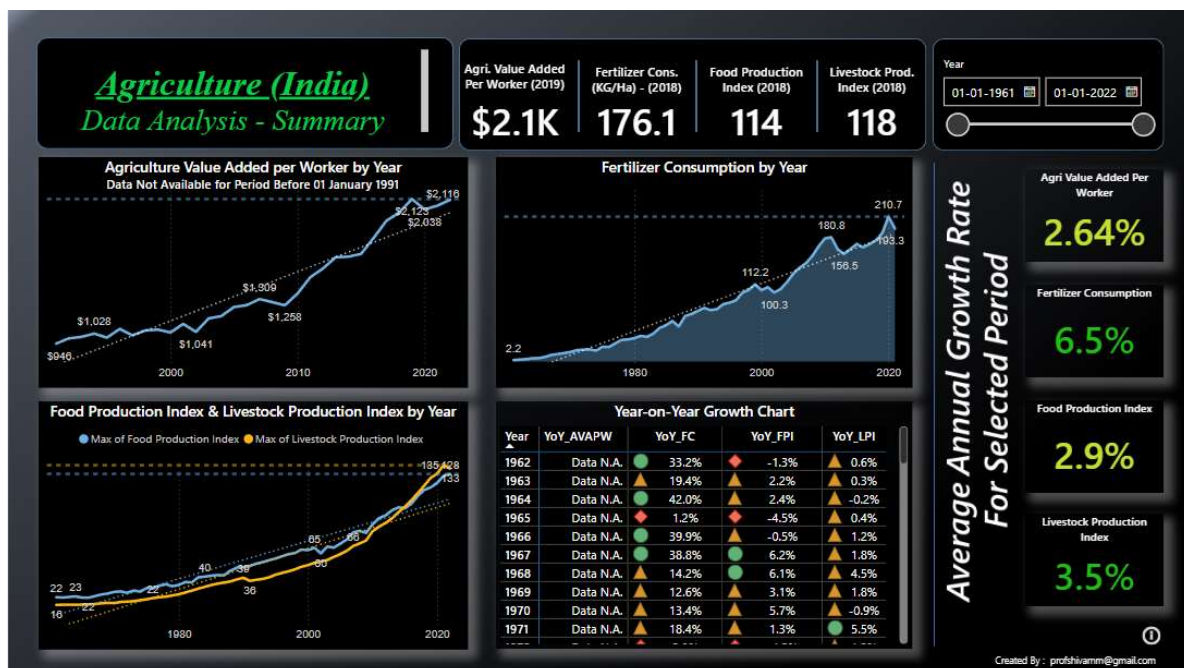 Agriculture (India)
Data Analysis - Summary
Agri. Value Added
Per Worker (2019)
$2.1K
Fertilizer Cons.
(KG/Ha) - (2018)
176.1
Food Production
Index (2018)
114
Livestock Prod.
Index (2018)
118
Year
01-01-1961 01-01-2022
Agriculture Value Added per Worker by Year
Data Not Available for Period Before 01 January 1991
$2,116
$2,123
$2,038
$1,309
$1,258
$1,028
$1,041
$946
2000 2010 2020
Fertilizer Consumption by Year
210.7
180.8
193.3
156.5
112.2
100.3
2.2
1980 2000 2020
Food Production Index & Livestock Production Index by Year
Max of Food Production Index Max of Livestock Production Index
135 128
133
65
66
60
40 39
36
22 23 22
16 22
1980 2000 2020
Year-on-Year Growth Chart
Year YoY_AVAPW YoY_FC YoY_FPI YoY_LPI
1962 Data N.A. 33.2% -1.3% 0.6%
1963 Data N.A. 19.4% 2.2% 0.3%
1964 Data N.A. 42.0% 2.4% -0.2%
1965 Data N.A. 1.2% -4.5% 0.4%
1966 Data N.A. 39.9% -0.5% 1.2%
1967 Data N.A. 38.8% 6.2% 1.8%
1968 Data N.A. 14.2% 6.1% 4.5%
1969 Data N.A. 12.6% 3.1% 1.8%
1970 Data N.A. 13.4% 5.7% -0.9%
1971 Data N.A. 18.4% 1.3% 5.5%
Average Annual Growth Rate
For Selected Period
Agri Value Added Per
Worker
2.64%
Fertilizer Consumption
6.5%
Food Production Index
2.9%
Livestock Production
Index
3.5%
Created By : profshivamm@gmail.com